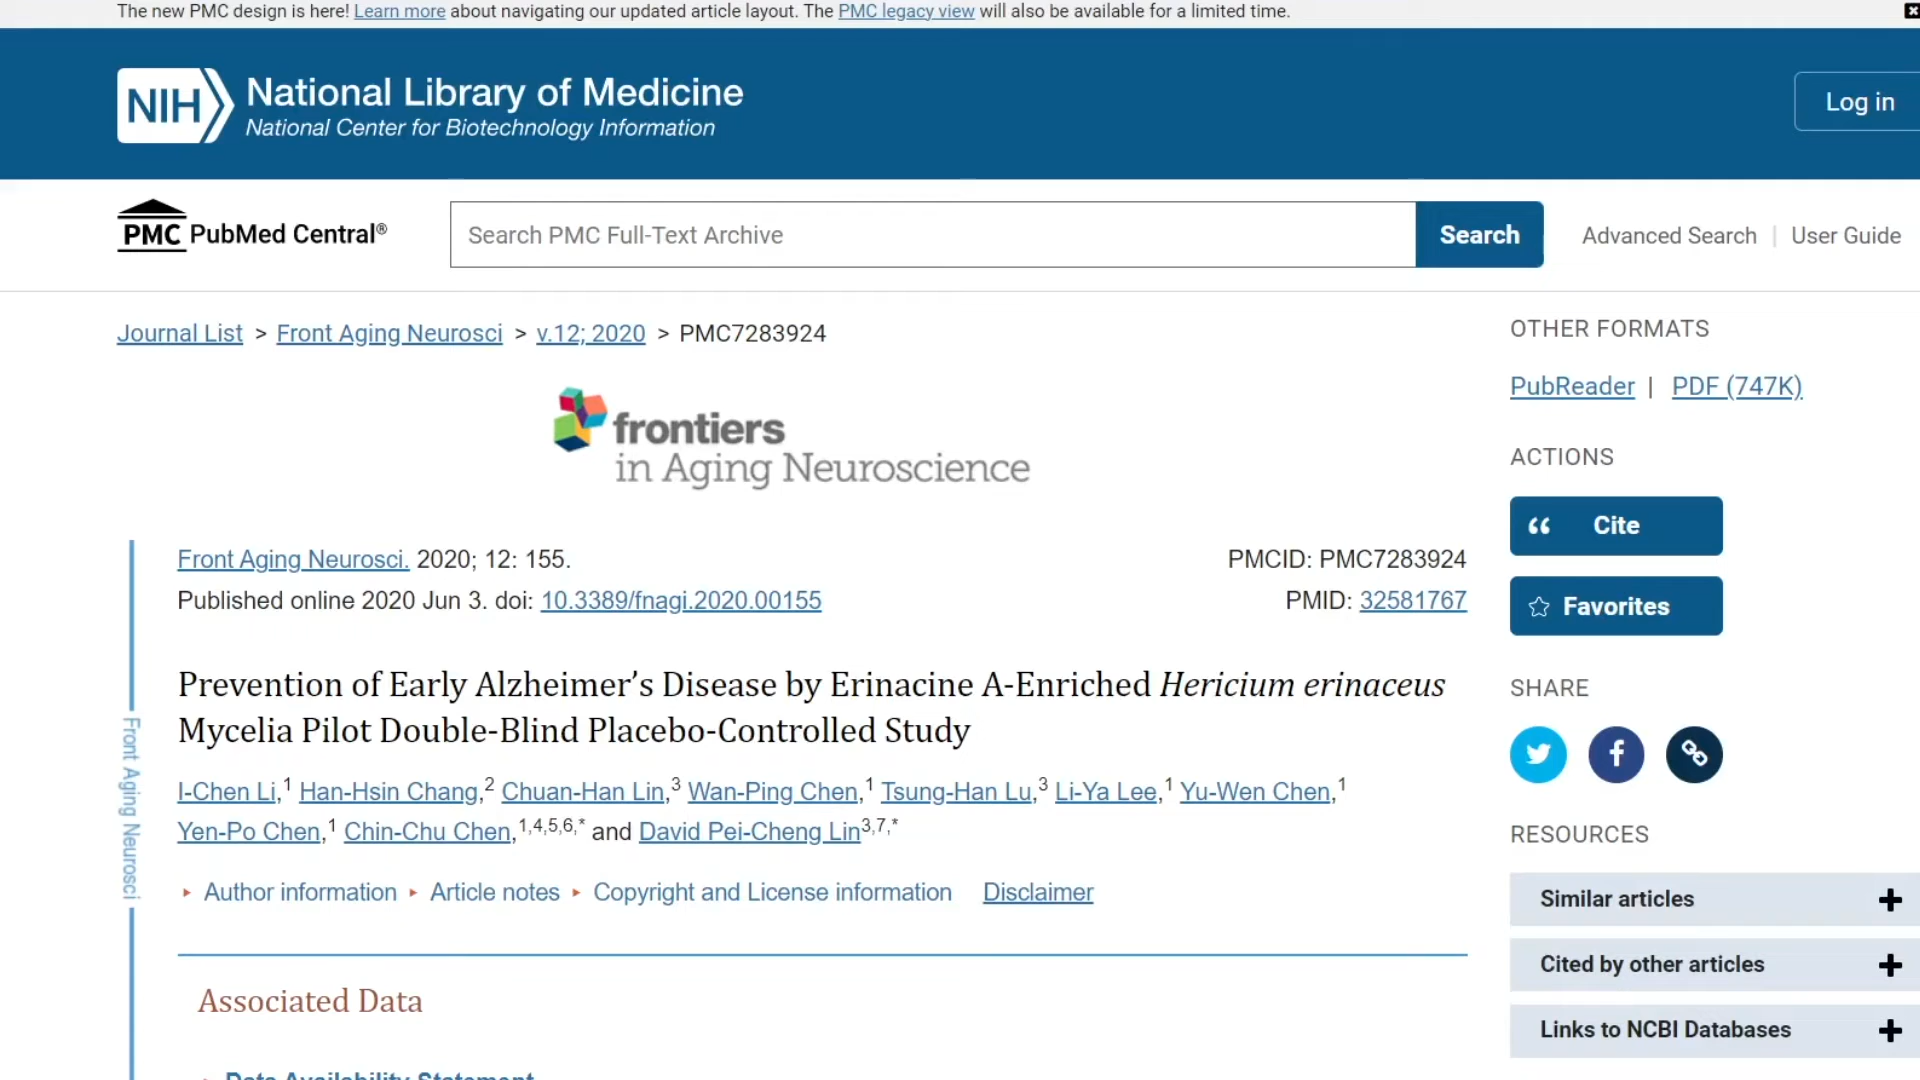 The new PMC design is here! Learn more about navigating our updated article layout. The PMC legacy view will also be available for a limited time.
NIH National Library of Medicine
National Center for Biotechnology Information
Log in
PMC PubMed Central®
Search PMC Full-Text Archive
Search
Advanced Search | User Guide
Journal List > Front Aging Neurosci > v.12; 2020 > PMC7283924
frontiers
in Aging Neuroscience
Front Aging Neurosci
Front Aging Neurosci. 2020; 12: 155.
PMCID: PMC7283924
Published online 2020 Jun 3. doi: 10.3389/fnagi.2020.00155
PMID: 32581767
Prevention of Early Alzheimer’s Disease by Erinacine A-Enriched Hericium erinaceus
Mycelia Pilot Double-Blind Placebo-Controlled Study
I-Chen Li,1 Han-Hsin Chang,2 Chuan-Han Lin,3 Wan-Ping Chen,1 Tsung-Han Lu,3 Li-Ya Lee,1 Yu-Wen Chen,1
Yen-Po Chen,1 Chin-Chu Chen,1,4,5,6,* and David Pei-Cheng Lin3,7,*
Author information Article notes Copyright and License information Disclaimer
Associated Data
Data Availability Statement
OTHER FORMATS
PubReader | PDF (747K)
ACTIONS
Cite
Favorites
SHARE
RESOURCES
Similar articles
Cited by other articles
Links to NCBI Databases